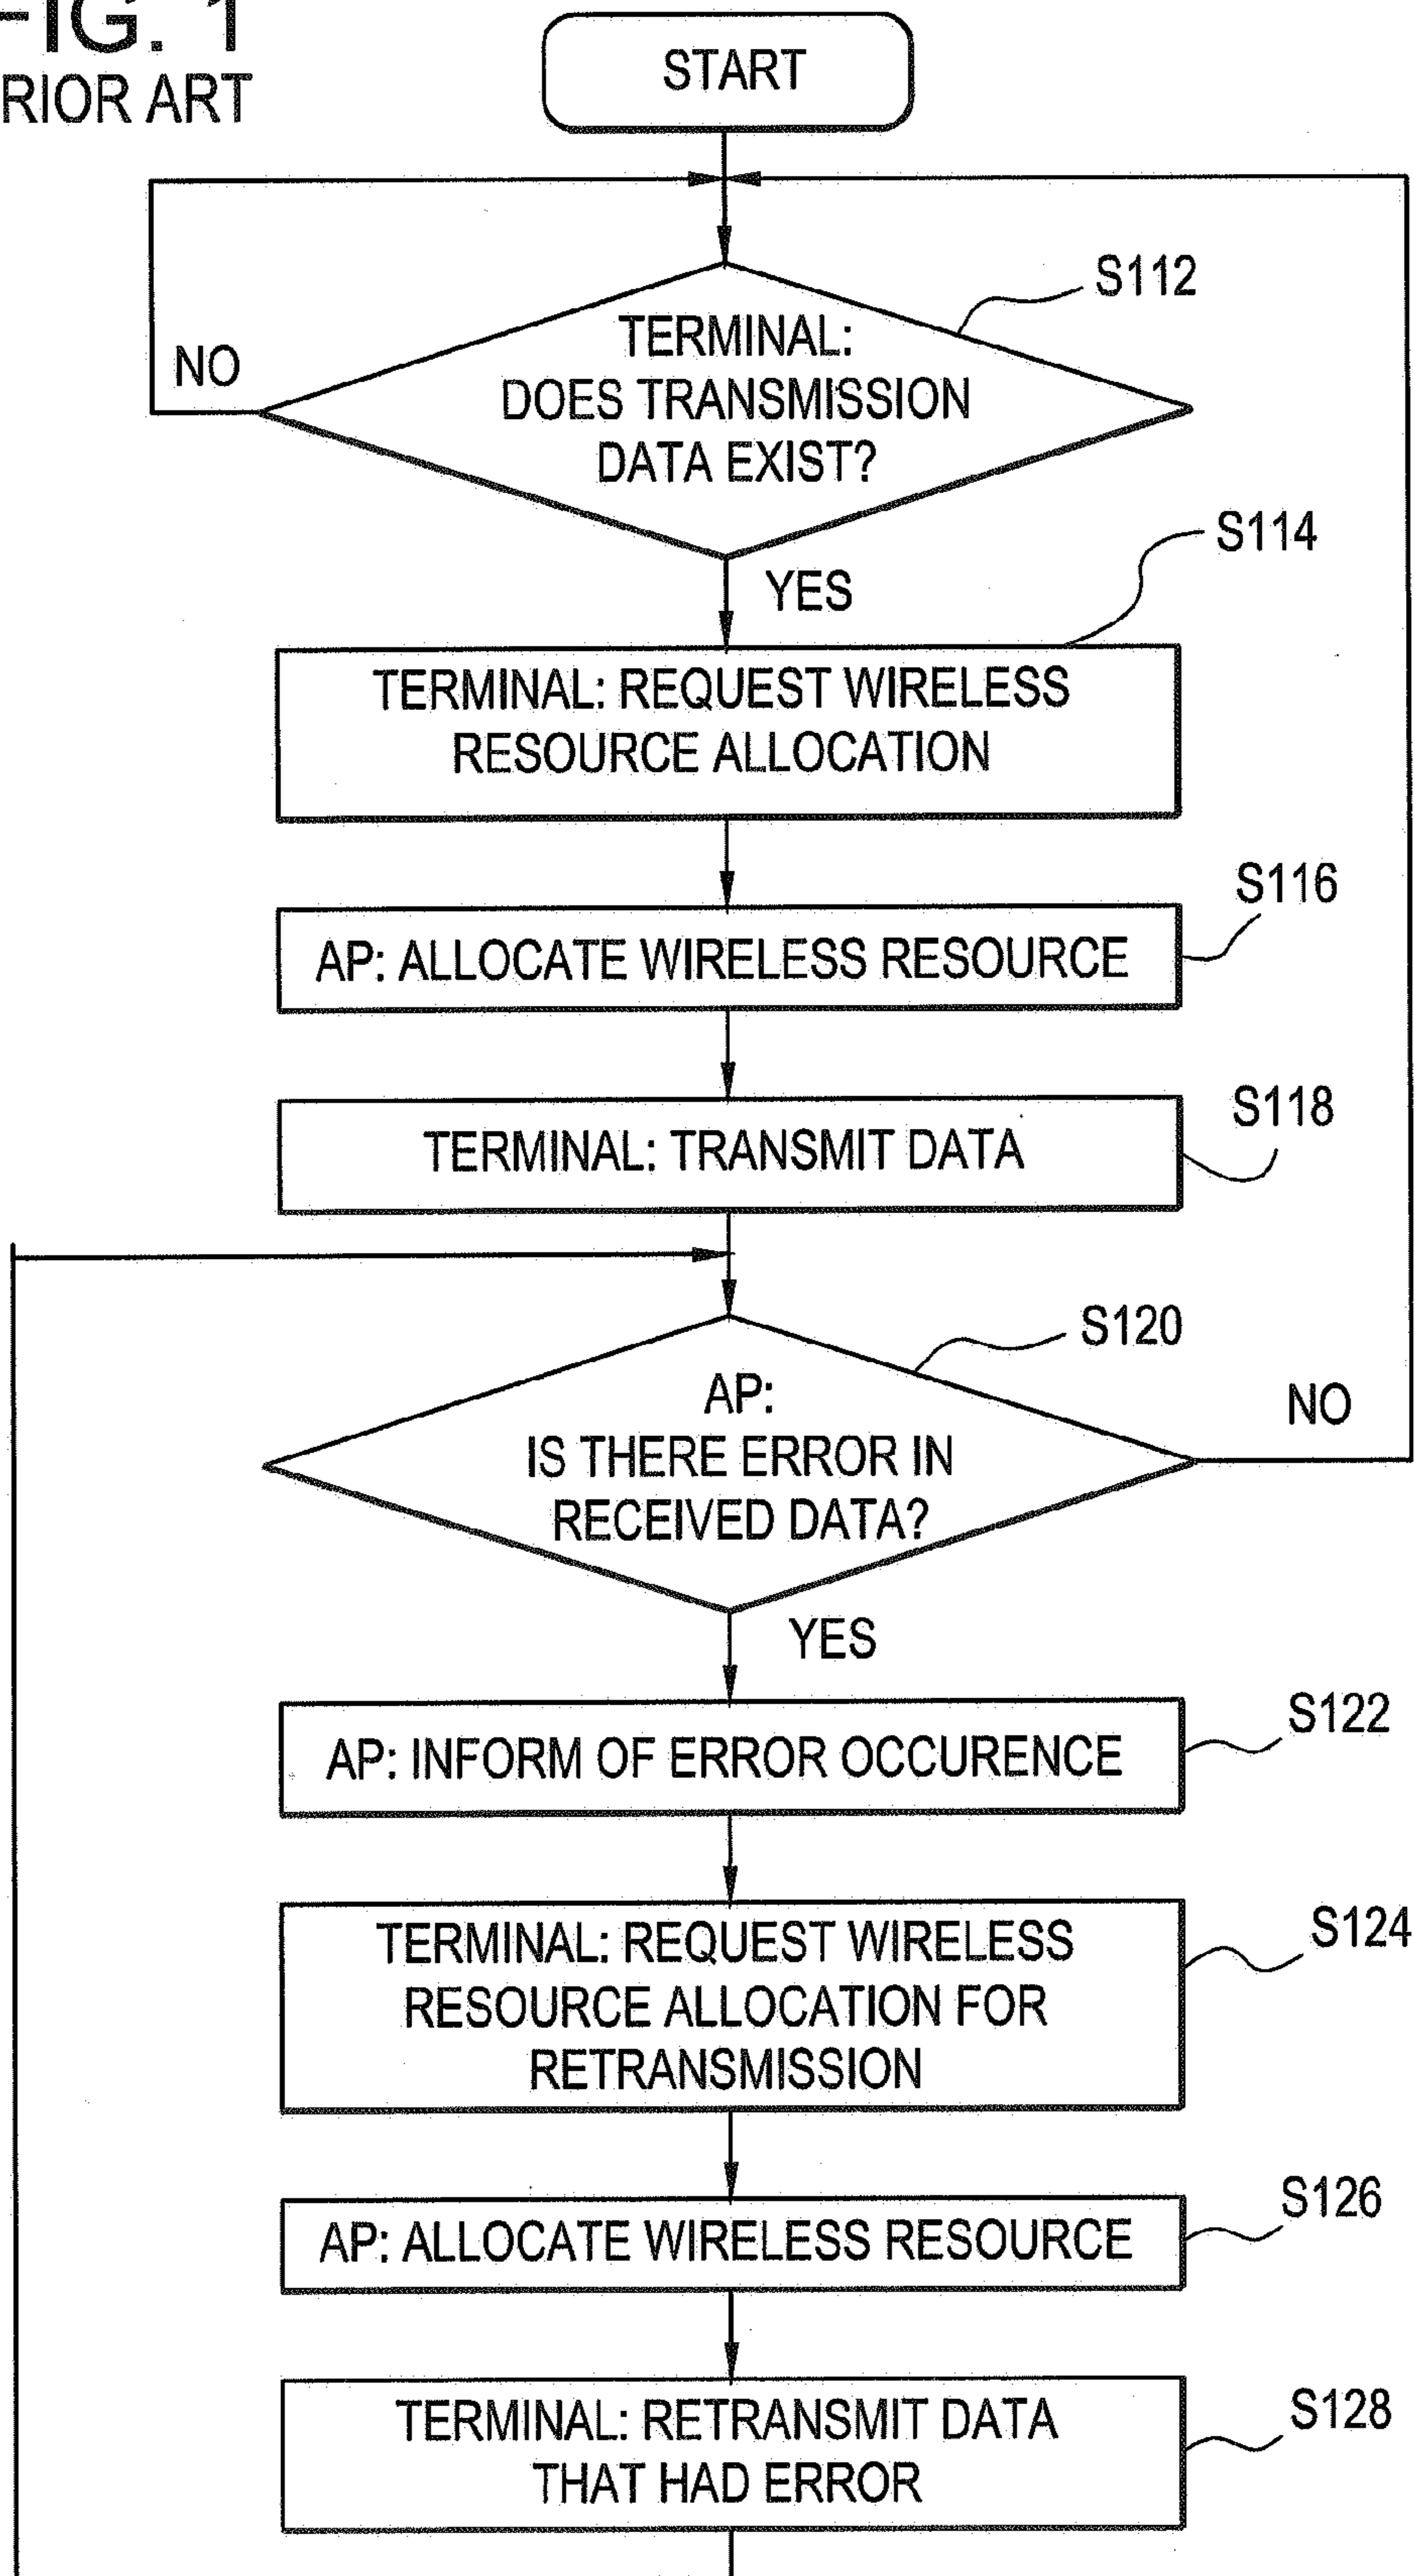 FIG. 1
RIOR ART
START
S112
TERMINAL:
DOES TRANSMISSION
DATA EXIST?
NO
YES
S114
TERMINAL: REQUEST WIRELESS
RESOURCE ALLOCATION
S116
AP: ALLOCATE WIRELESS RESOURCE
S118
TERMINAL: TRANSMIT DATA
S120
AP:
IS THERE ERROR IN
RECEIVED DATA?
NO
YES
S122
AP: INFORM OF ERROR OCCURENCE
S124
TERMINAL: REQUEST WIRELESS
RESOURCE ALLOCATION FOR
RETRANSMISSION
S126
AP: ALLOCATE WIRELESS RESOURCE
S128
TERMINAL: RETRANSMIT DATA
THAT HAD ERROR